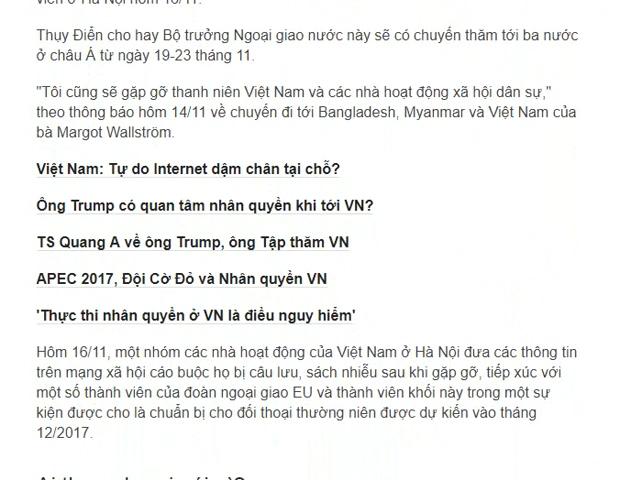 viên ở Hà Nội hôm 16/11.
Thụy Điển cho hay Bộ trưởng Ngoại giao nước này sẽ có chuyến thăm tới ba nước
ở châu Á từ ngày 19-23 tháng 11.
"Tôi cũng sẽ gặp gỡ thanh niên Việt Nam và các nhà hoạt động xã hội dân sự,"
theo thông báo hôm 14/11 về chuyến đi tới Bangladesh, Myanmar và Việt Nam của
bà Margot Wallström.
Việt Nam: Tự do Internet dậm chân tại chỗ?
Ông Trump có quan tâm nhân quyền khi tới VN?
TS Quang A về ông Trump, ông Tập thăm VN
APEC 2017, Đội Cờ Đỏ và Nhân quyền VN
'Thực thi nhân quyền ở VN là điều nguy hiểm'
Hôm 16/11, một nhóm các nhà hoạt động của Việt Nam ở Hà Nội đưa các thông tin
trên mạng xã hội cáo buộc họ bị câu lưu, sách nhiễu sau khi gặp gỡ, tiếp xúc với
một số thành viên của đoàn ngoại giao EU và thành viên khối này trong một sự
kiện được cho là chuẩn bị cho đối thoại thường niên được dự kiến vào tháng
12/2017.